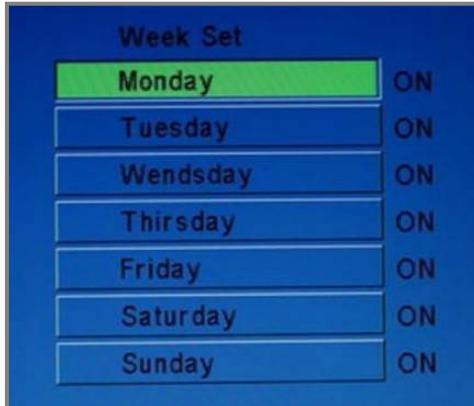 Week Set
Monday ON
Tuesday ON
Wendsday ON
Thirsday ON
Friday ON
Saturday ON
Sunday ON